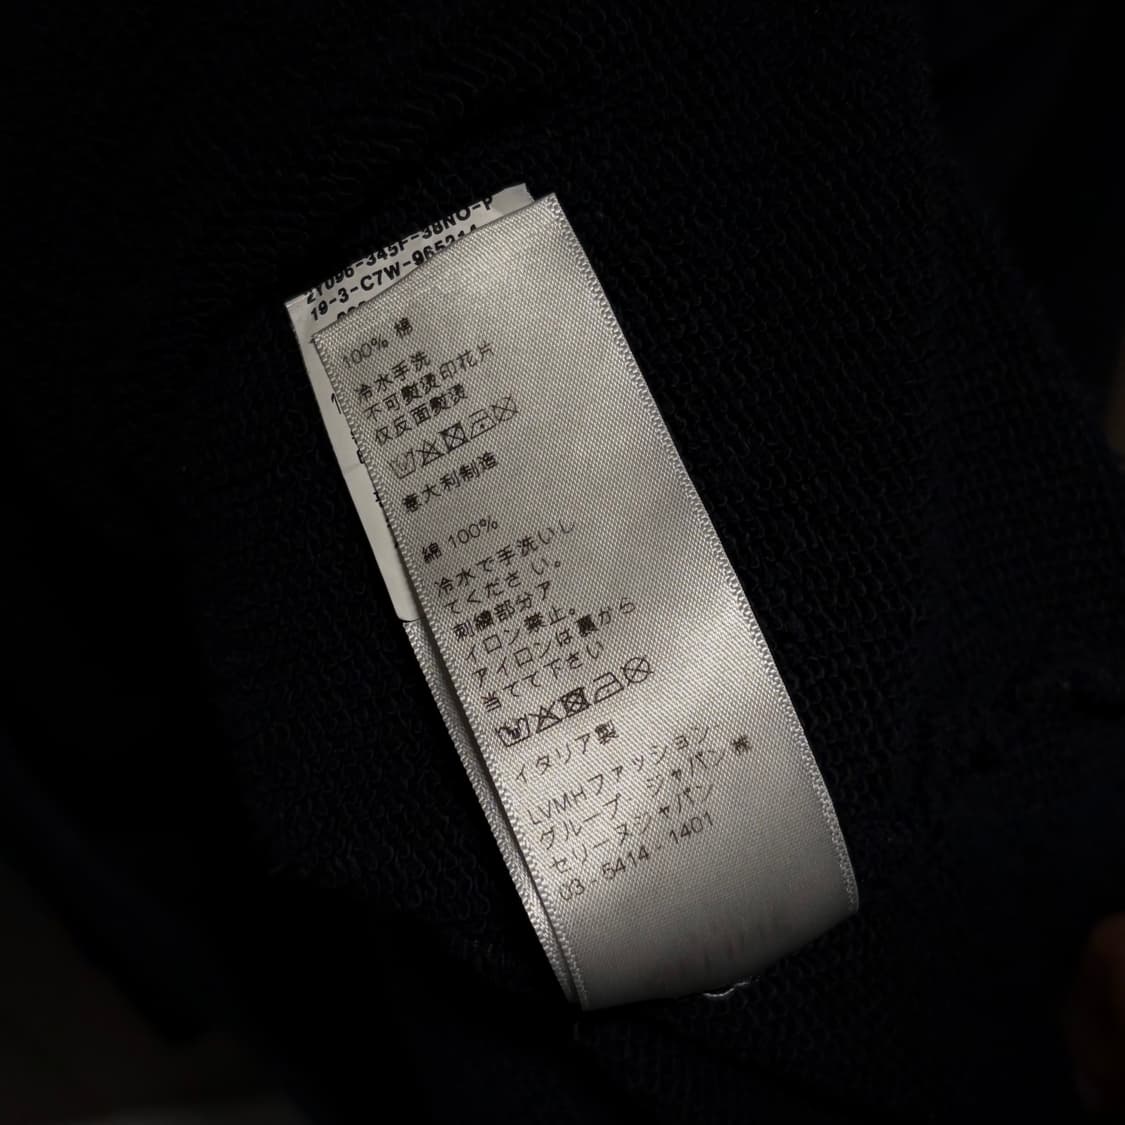 2Y096-345F-38NO-P
19-3-C7W-965214
100% 綿
冷水手洗
不可熨烫印花片
仅反面熨烫
意大利制造
綿 100%
冷水で手洗いし
てくださ い。
刺繍部分ア
イロン禁止。
アイロンは裏から
当てて下さい
イタリア製
LVMHファッション.
グループ. ジャパン㈱
セリーヌジャパン
03 - 5414 - 1401